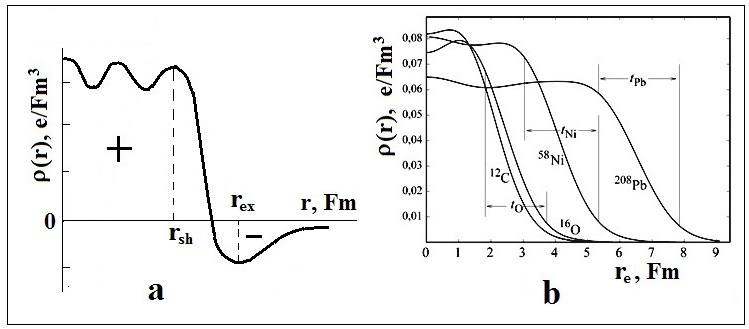 ρ(r), e/Fm³
+
0
r_sh
r_ex
r, Fm
−
a
ρ(r), e/Fm³
0,08
0,07
0,06
0,05
0,04
0,03
0,02
0,01
t_Pb
t_Ni
⁵⁸Ni
¹²C
²⁰⁸Pb
t_O
¹⁶O
0 1 2 3 4 5 6 7 8 9
r_e, Fm
b